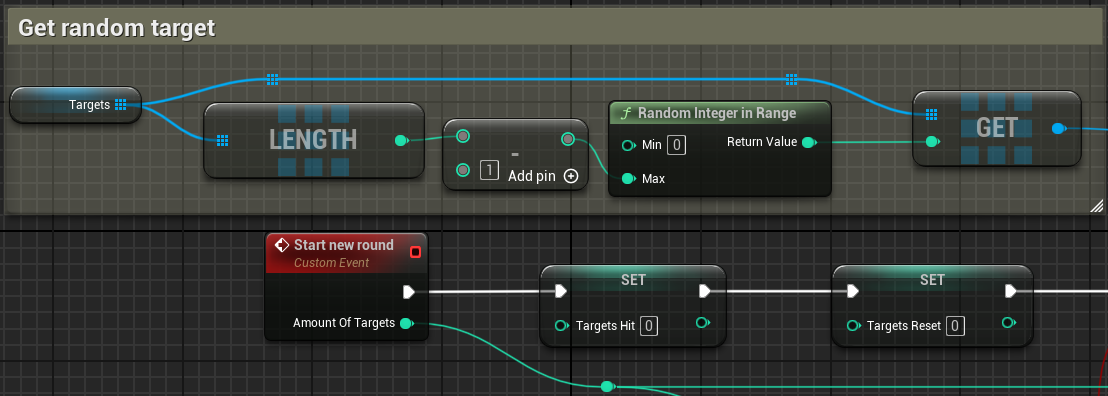 Get random target
Targets
LENGTH
-
1
Add pin
Random Integer in Range
Min 0
Return Value
Max
GET
Start new round
Custom Event
Amount Of Targets
SET
Targets Hit 0
SET
Targets Reset 0